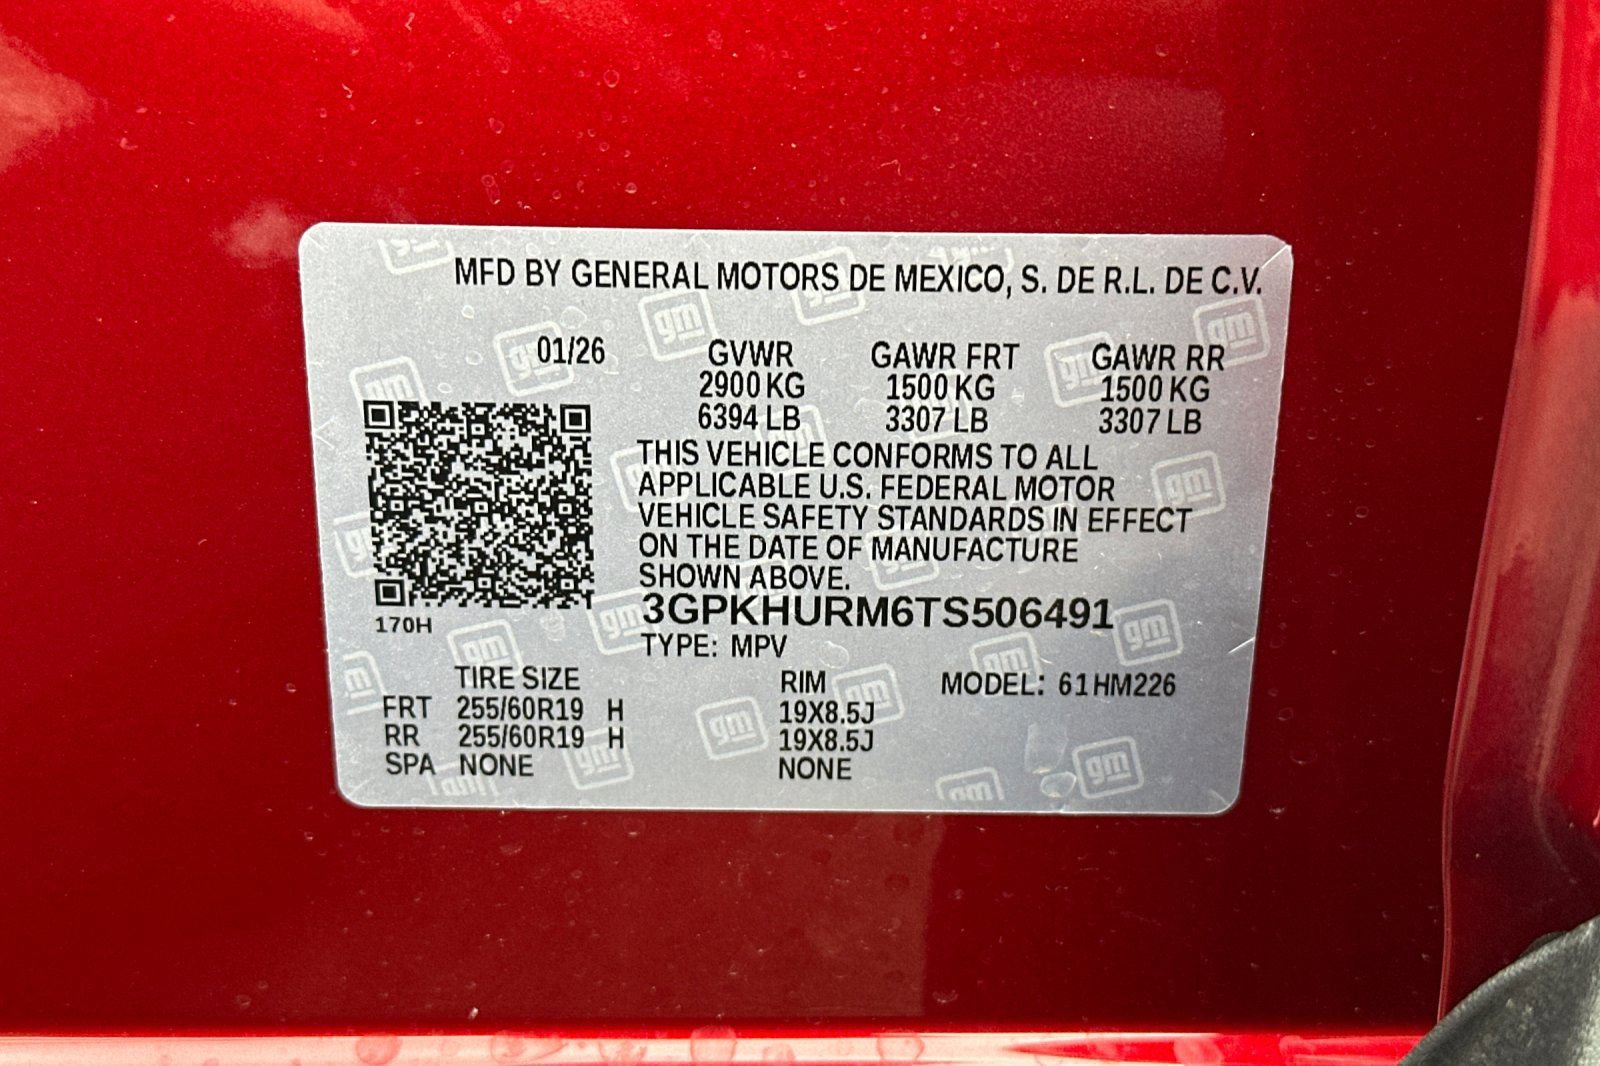 MFD BY GENERAL MOTORS DE MEXICO, S. DE R.L. DE C.V.
01/26 GVWR GAWR FRT GAWR RR
2900 KG 1500 KG 1500 KG
6394 LB 3307 LB 3307 LB
THIS VEHICLE CONFORMS TO ALL
APPLICABLE U.S. FEDERAL MOTOR
VEHICLE SAFETY STANDARDS IN EFFECT
ON THE DATE OF MANUFACTURE
SHOWN ABOVE.
3GPKHURM6TS506491
170H
TYPE: MPV
TIRE SIZE RIM MODEL: 61HM226
FRT 255/60R19 H 19X8.5J
RR 255/60R19 H 19X8.5J
SPA NONE NONE